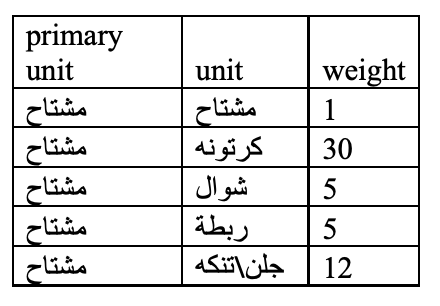 primary unit unit weight
مشتاح مشتاح 1
مشتاح كرتونه 30
مشتاح شوال 5
مشتاح ربطة 5
مشتاح جلن\تنكه 12